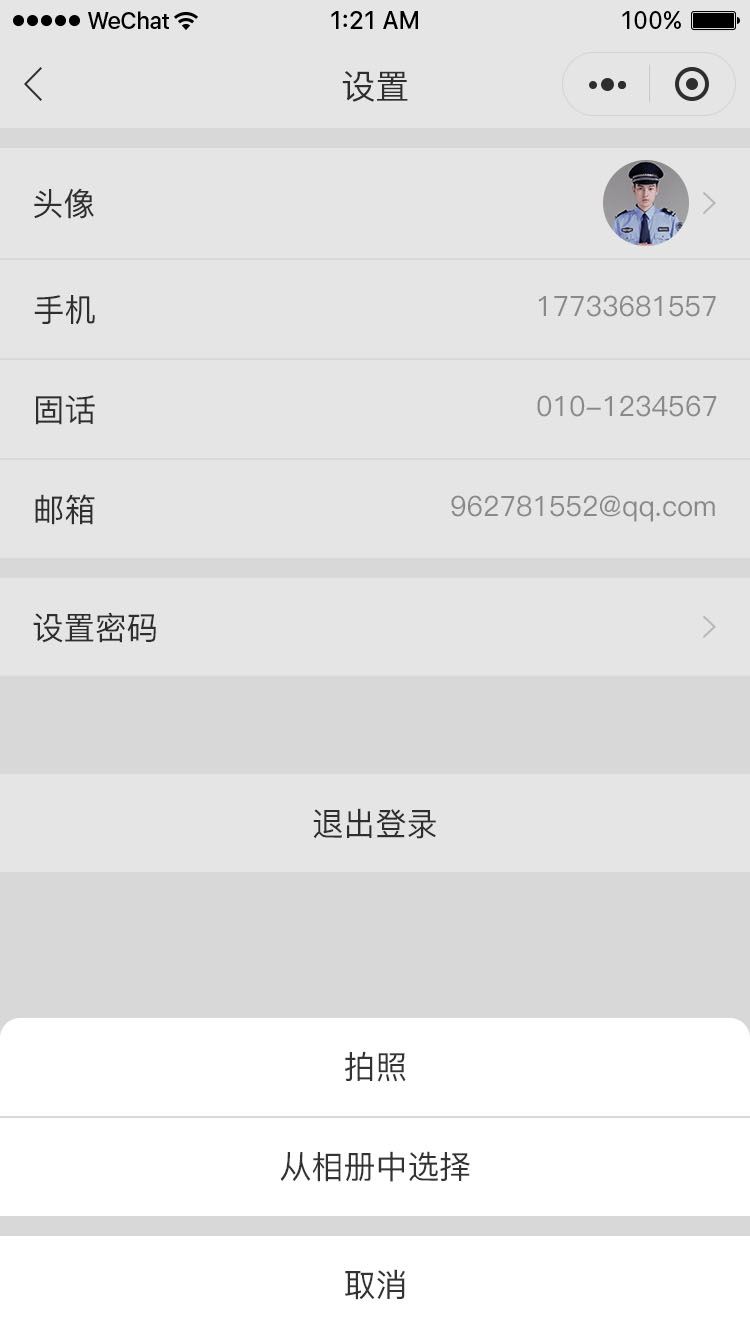 WeChat 1:21 AM 100%
设置
头像
手机 17733681557
固话 010-1234567
邮箱 962781552@qq.com
设置密码
退出登录
拍照
从相册中选择
取消